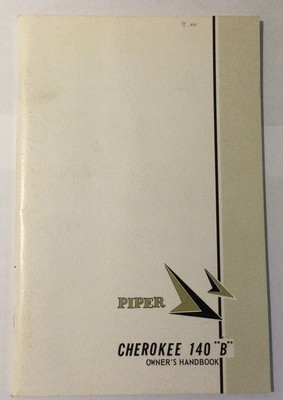 PIPER
CHEROKEE 140 "B"
OWNER'S HANDBOOK